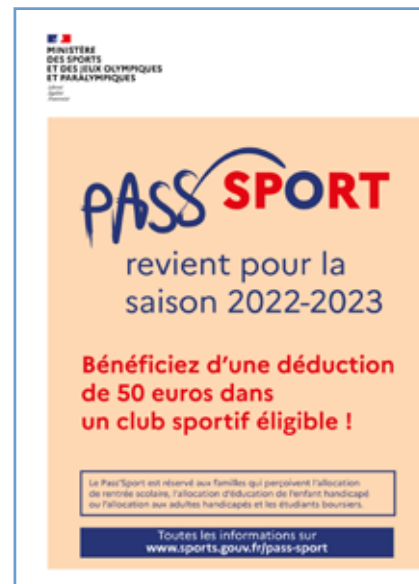 MINISTÈRE
DES SPORTS
ET DES JEUX OLYMPIQUES
ET PARALYMPIQUES
Liberté
Égalité
Fraternité
PASS SPORT
revient pour la
saison 2022-2023
Bénéficiez d'une déduction
de 50 euros dans
un club sportif éligible !
Le Pass'Sport est réservé aux familles qui perçoivent l'allocation
de rentrée scolaire, l'allocation d'éducation de l'enfant handicapé
ou l'allocation aux adultes handicapés et les étudiants boursiers.
Toutes les informations sur
www.sports.gouv.fr/pass-sport